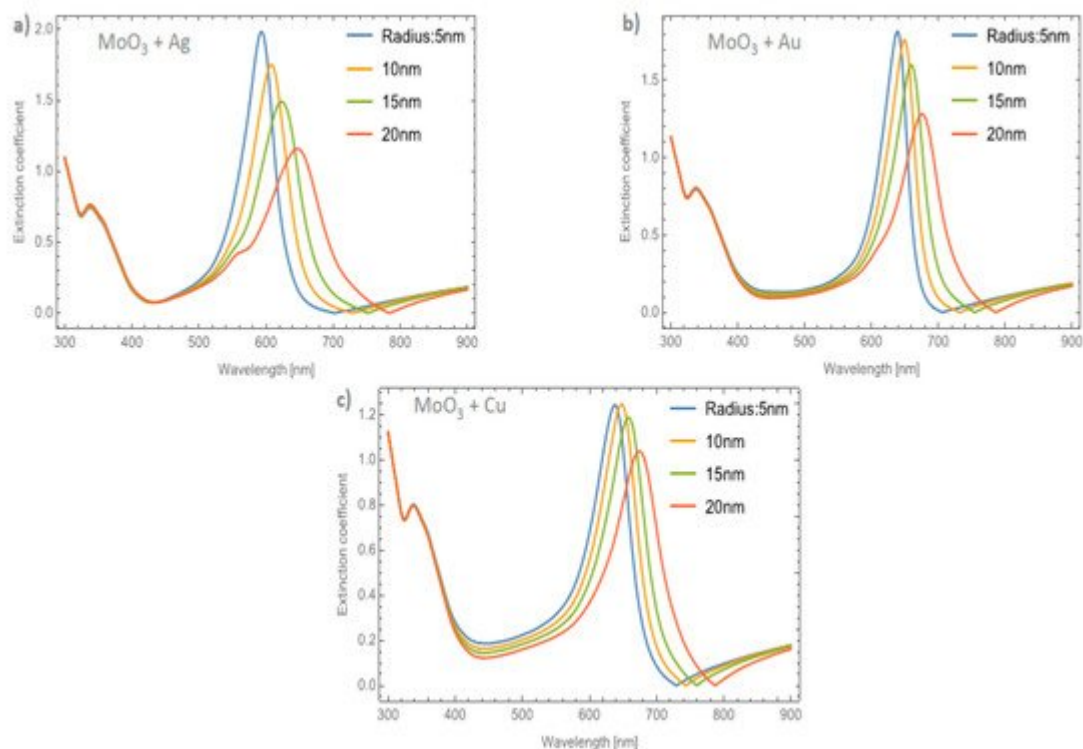 a)
MoO₃ + Ag
Radius:5nm
10nm
15nm
20nm
Extinction coefficient
2.0
1.5
1.0
0.5
0.0
300 400 500 600 700 800 900
Wavelength [nm]
b)
MoO₃ + Au
Radius:5nm
10nm
15nm
20nm
Extinction coefficient
1.5
1.0
0.5
0.0
300 400 500 600 700 800 900
Wavelength [nm]
c)
MoO₃ + Cu
Radius:5nm
10nm
15nm
20nm
Extinction coefficient
1.2
1.0
0.8
0.6
0.4
0.2
0.0
300 400 500 600 700 800 900
Wavelength [nm]